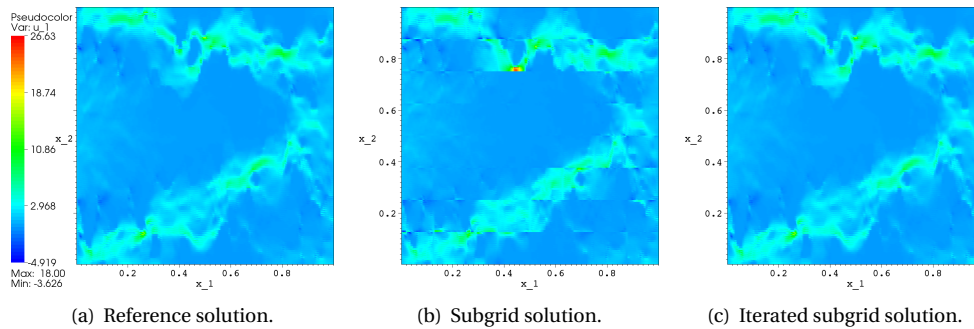 Pseudocolor
Var: u_1
26.63
18.74
10.86
2.968
-4.919
Max: 18.00
Min: -3.626
x_2
0.2 0.4 0.6 0.8
x_1
0.8
0.6
x_2
0.4
0.2
0.2 0.4 0.6 0.8
x_1
0.8
0.6
x_2
0.4
0.2
0.2 0.4 0.6 0.8
x_1
(a) Reference solution.
(b) Subgrid solution.
(c) Iterated subgrid solution.